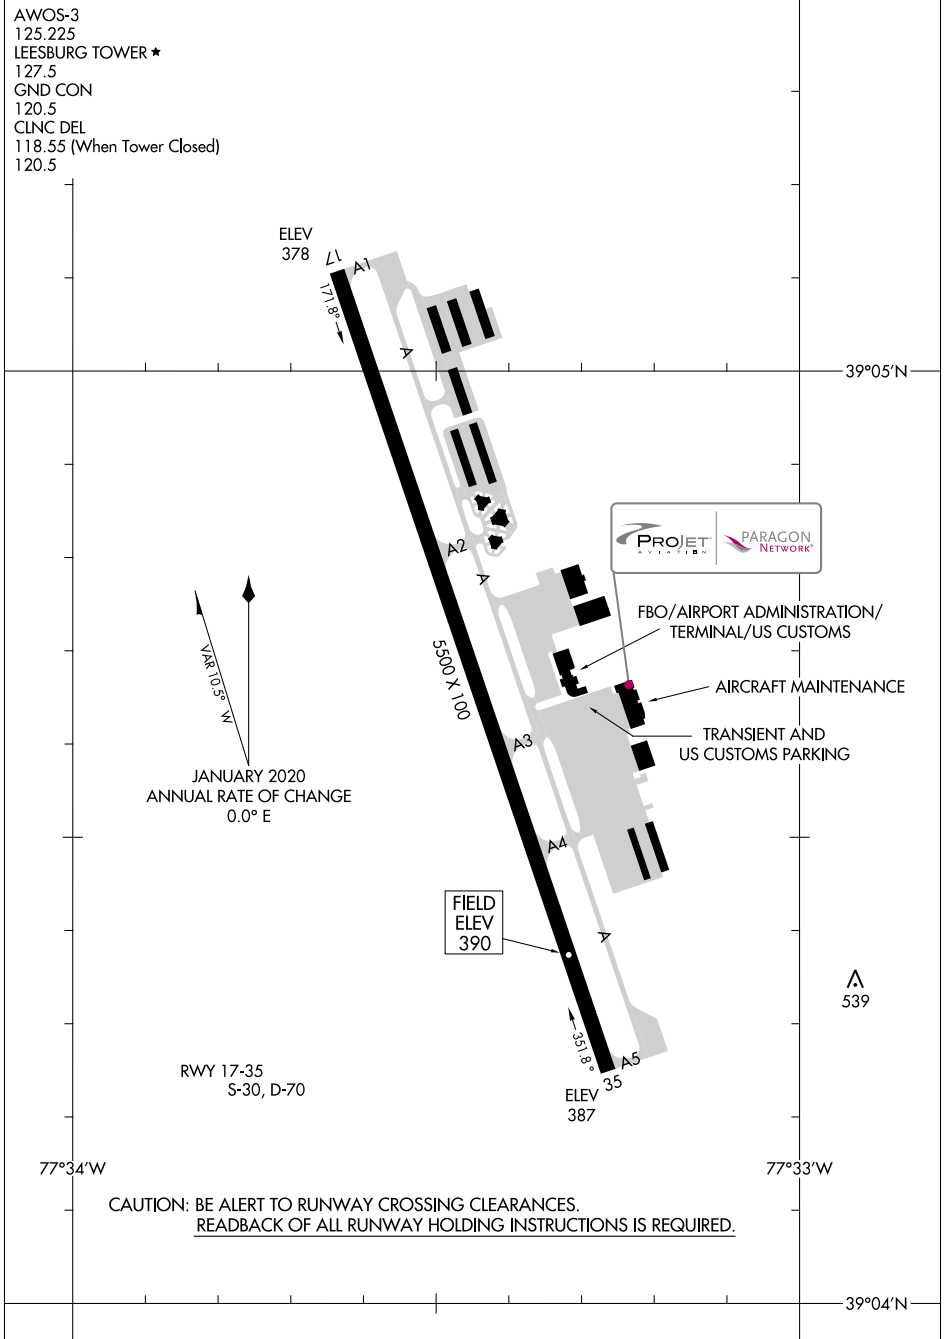 AWOS-3
125.225
LEESBURG TOWER ★
127.5
GND CON
120.5
CLNC DEL
118.55 (When Tower Closed)
120.5
ELEV
378
17
A1
171.8°
A
39°05'N
A2
A
PROJET
AVIATION
PARAGON
NETWORK®
FBO/AIRPORT ADMINISTRATION/
TERMINAL/US CUSTOMS
5500 X 100
VAR 10.5° W
AIRCRAFT MAINTENANCE
TRANSIENT AND
US CUSTOMS PARKING
A3
JANUARY 2020
ANNUAL RATE OF CHANGE
0.0° E
A4
FIELD
ELEV
390
A
539
351.8°
A5
35
RWY 17-35
S-30, D-70
ELEV
387
77°34'W
77°33'W
CAUTION: BE ALERT TO RUNWAY CROSSING CLEARANCES.
READBACK OF ALL RUNWAY HOLDING INSTRUCTIONS IS REQUIRED.
39°04'N